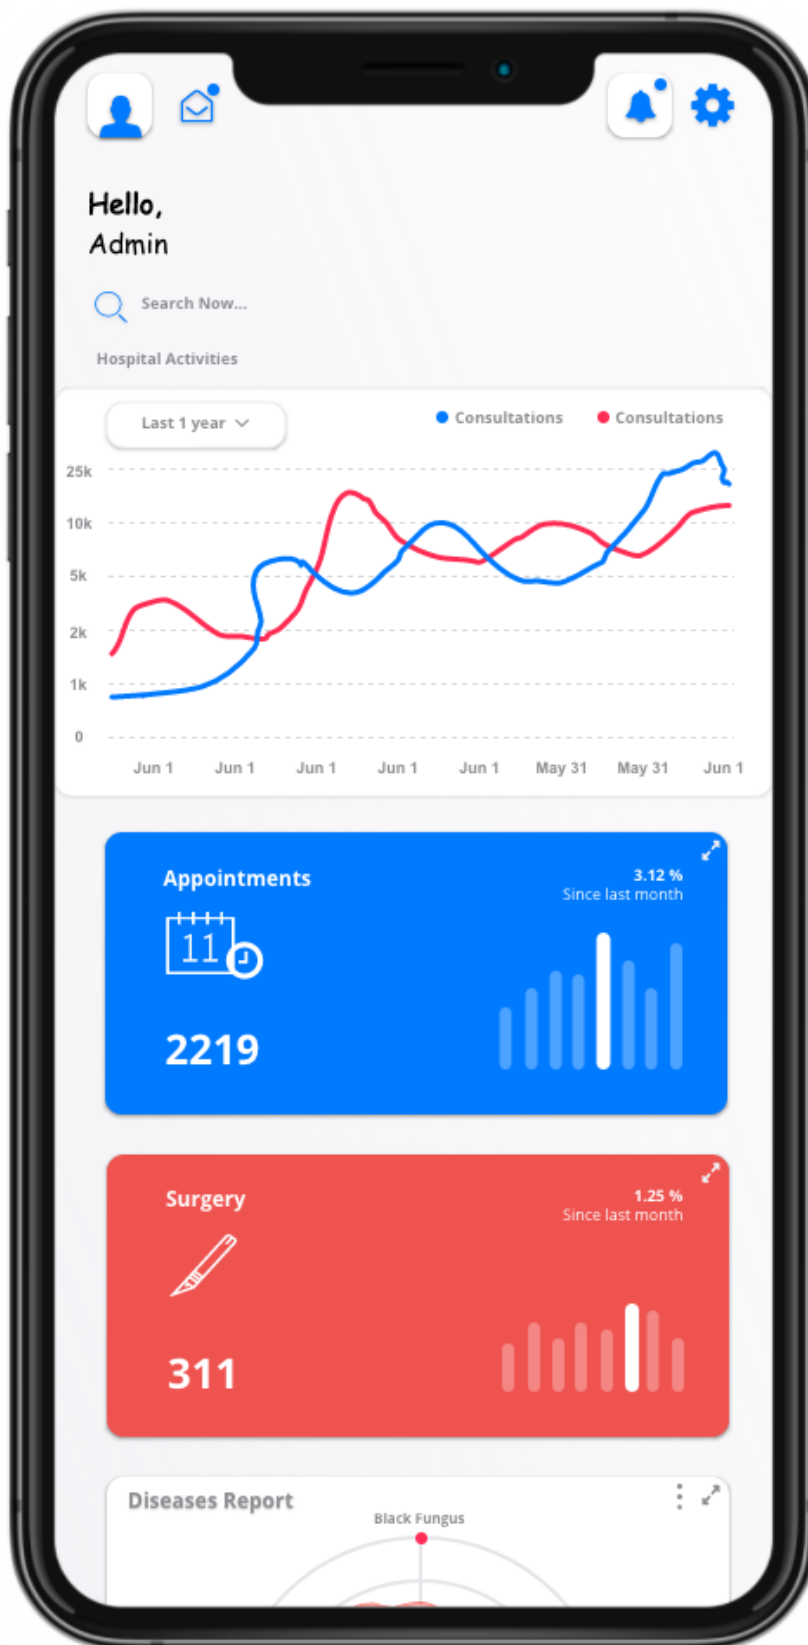 Hello,
Admin
Search Now...
Hospital Activities
Last 1 year
Consultations
Consultations
25k
10k
5k
2k
1k
0
Jun 1 Jun 1 Jun 1 Jun 1 Jun 1 May 31 May 31 Jun 1
Appointments
3.12 %
Since last month
11
2219
Surgery
1.25 %
Since last month
311
Diseases Report
Black Fungus